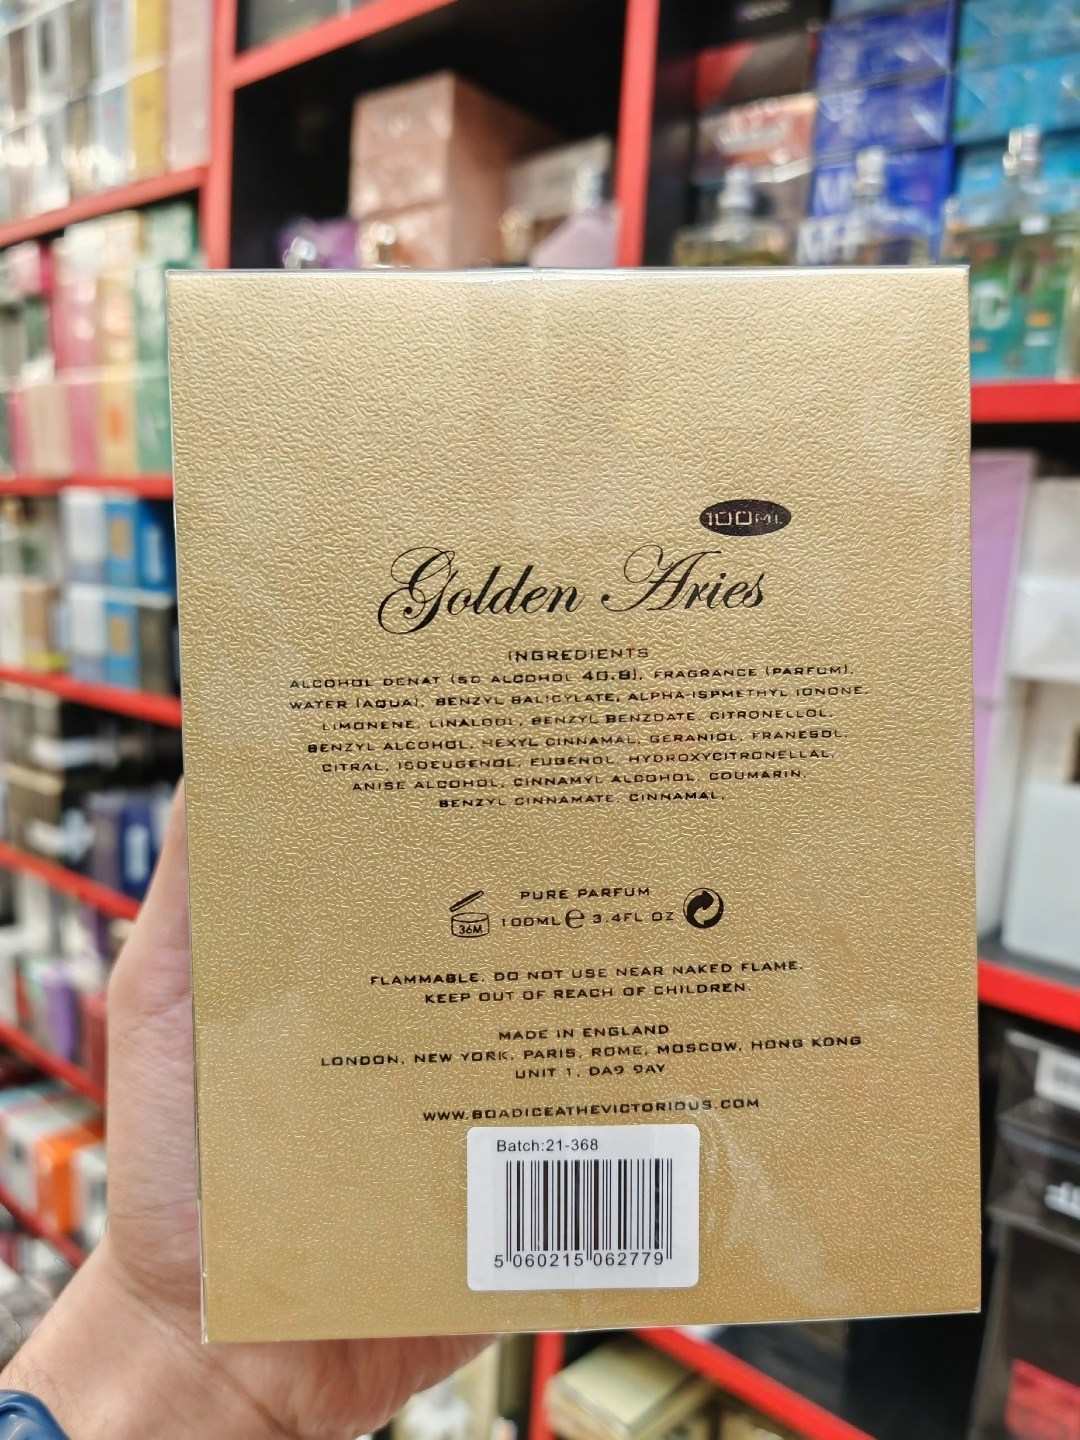 100ML
Golden Aries
INGREDIENTS
ALCOHOL DENAT (SD ALCOHOL 40.B), FRAGRANCE (PARFUM),
WATER (AQUA), BENZYL SALICYLATE, ALPHA-ISPMETHYL IONONE,
LIMONENE, LINALOOL, BENZYL BENZOATE, CITRONELLOL,
BENZYL ALCOHOL, HEXYL CINNAMAL, GERANIOL, FRANESOL,
CITRAL, ISOEUGENOL, EUGENOL, HYDROXYCITRONELLAL,
ANISE ALCOHOL, CINNAMYL ALCOHOL, COUMARIN,
BENZYL CINNAMATE, CINNAMAL,
PURE PARFUM
36M 100ML e 3.4FL OZ
FLAMMABLE. DO NOT USE NEAR NAKED FLAME.
KEEP OUT OF REACH OF CHILDREN.
MADE IN ENGLAND
LONDON, NEW YORK, PARIS, ROME, MOSCOW, HONG KONG
UNIT 1, DA9 9AY
WWW.BOADICEATHEVICTORIOUS.COM
Batch:21-368
5 060215 062779